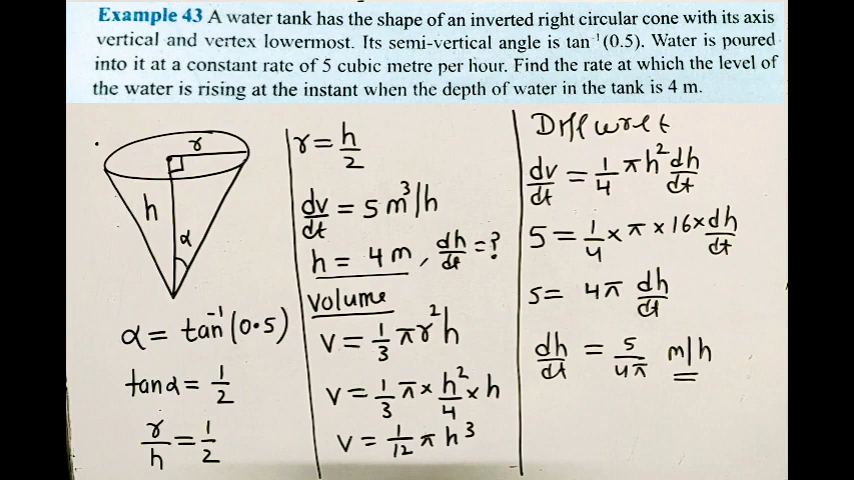 Example 43 A water tank has the shape of an inverted right circular cone with its axis
vertical and vertex lowermost. Its semi-vertical angle is tan⁻¹(0.5). Water is poured
into it at a constant rate of 5 cubic metre per hour. Find the rate at which the level of
the water is rising at the instant when the depth of water in the tank is 4 m.
r
h
α
α = tan⁻¹(0.5)
tanα = 1/2
r/h = 1/2
r = h/2
dv/dt = 5 m³/h
h = 4m, dh/dt = ?
Volume
v = 1/3 πr²h
v = 1/3 π × h²/4 × h
v = 1/12 π h³
Diff w.r.t t
dv/dt = 1/4 πh² dh/dt
5 = 1/4 × π × 16 × dh/dt
5 = 4π dh/dt
dh/dt = 5/4π m/h